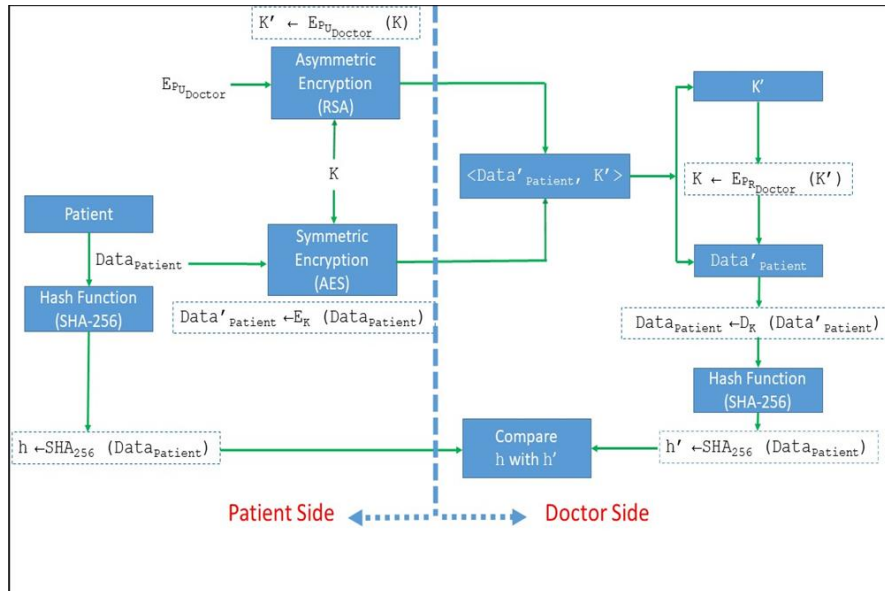 K′ ← E_PU_Doctor (K)
Asymmetric
Encryption
(RSA)
E_PU_Doctor
K
Patient
Data_Patient
Symmetric
Encryption
(AES)
Hash Function
(SHA-256)
Data′_Patient ←E_K (Data_Patient)
h ←SHA_256 (Data_Patient)
<Data′_Patient, K′>
K′
K ← E_PR_Doctor (K′)
Data′_Patient
Data_Patient ←D_K (Data′_Patient)
Hash Function
(SHA-256)
Compare
h with h′
h′ ←SHA_256 (Data_Patient)
Patient Side
Doctor Side